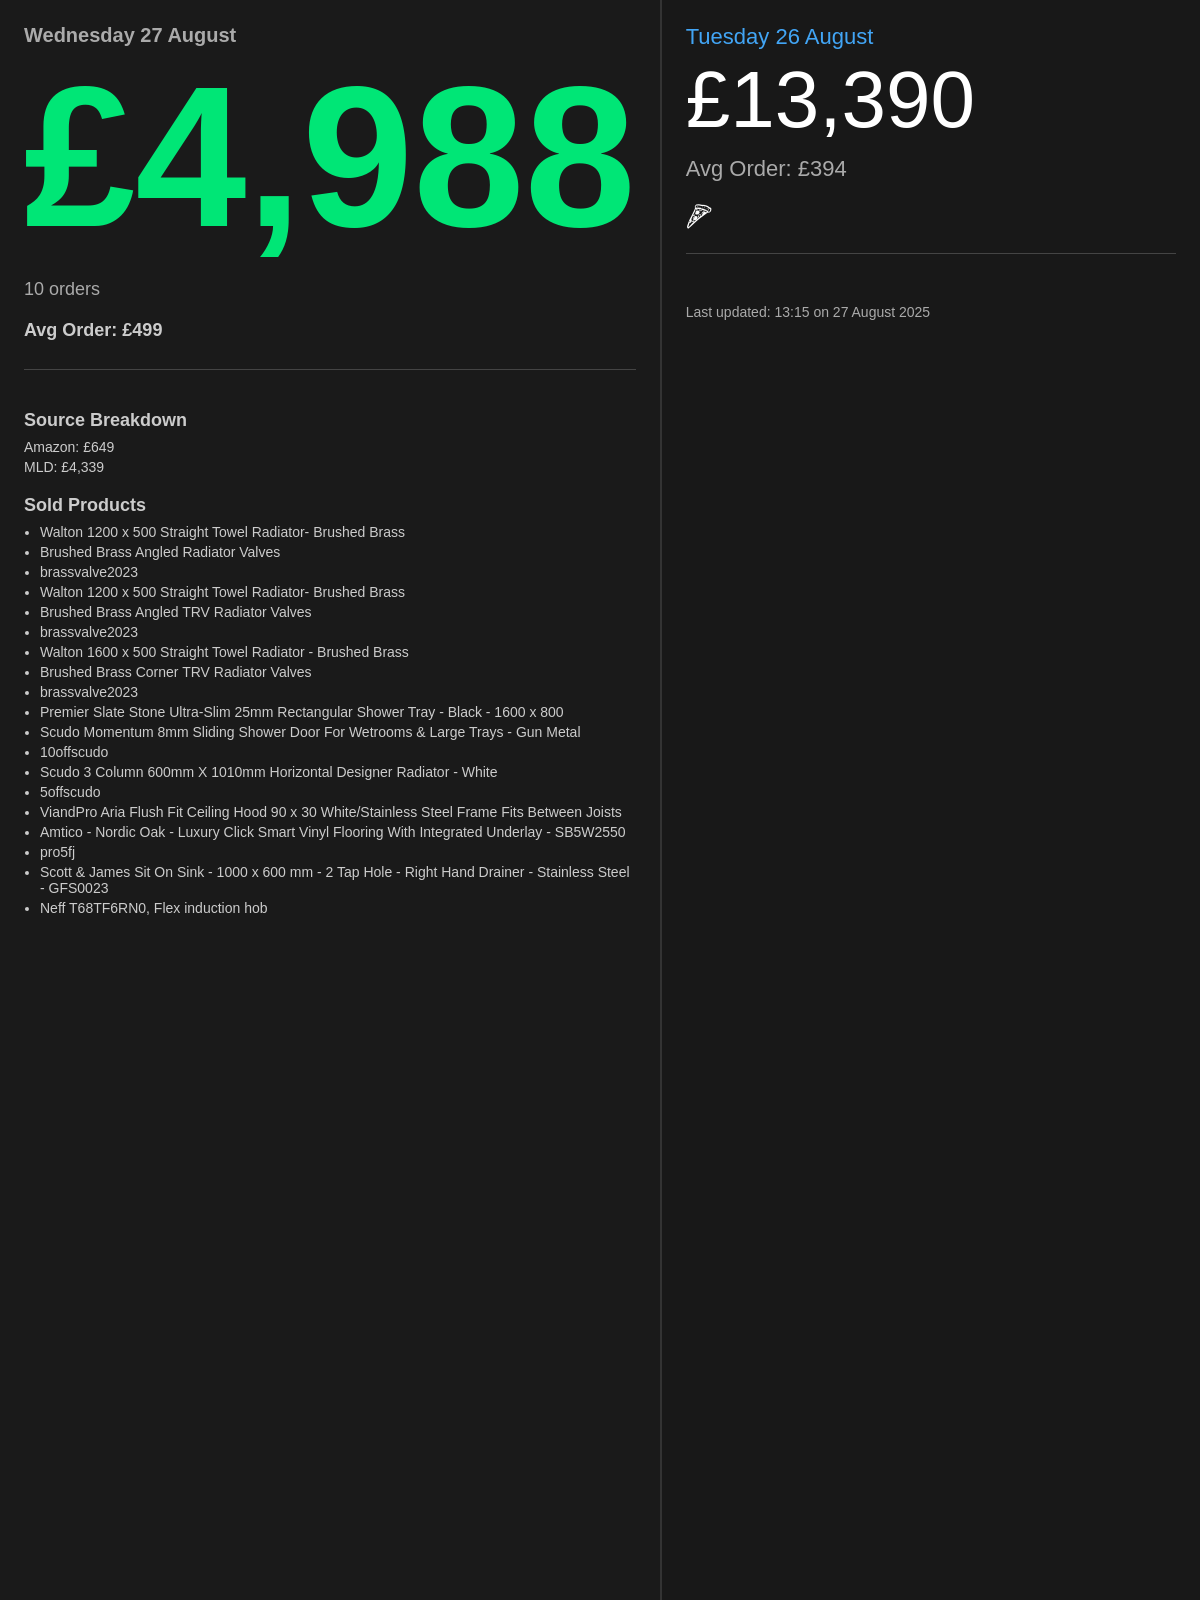 Wednesday 27 August
£4,988
10 orders
Avg Order: £499
Source Breakdown
Amazon: £649
MLD: £4,339
Sold Products
• Walton 1200 x 500 Straight Towel Radiator- Brushed Brass
• Brushed Brass Angled Radiator Valves
• brassvalve2023
• Walton 1200 x 500 Straight Towel Radiator- Brushed Brass
• Brushed Brass Angled TRV Radiator Valves
• brassvalve2023
• Walton 1600 x 500 Straight Towel Radiator - Brushed Brass
• Brushed Brass Corner TRV Radiator Valves
• brassvalve2023
• Premier Slate Stone Ultra-Slim 25mm Rectangular Shower Tray - Black - 1600 x 800
• Scudo Momentum 8mm Sliding Shower Door For Wetrooms & Large Trays - Gun Metal
• 10offscudo
• Scudo 3 Column 600mm X 1010mm Horizontal Designer Radiator - White
• 5offscudo
• ViandPro Aria Flush Fit Ceiling Hood 90 x 30 White/Stainless Steel Frame Fits Between Joists
• Amtico - Nordic Oak - Luxury Click Smart Vinyl Flooring With Integrated Underlay - SB5W2550
• pro5fj
• Scott & James Sit On Sink - 1000 x 600 mm - 2 Tap Hole - Right Hand Drainer - Stainless Steel
- GFS0023
• Neff T68TF6RN0, Flex induction hob
Tuesday 26 August
£13,390
Avg Order: £394
Last updated: 13:15 on 27 August 2025